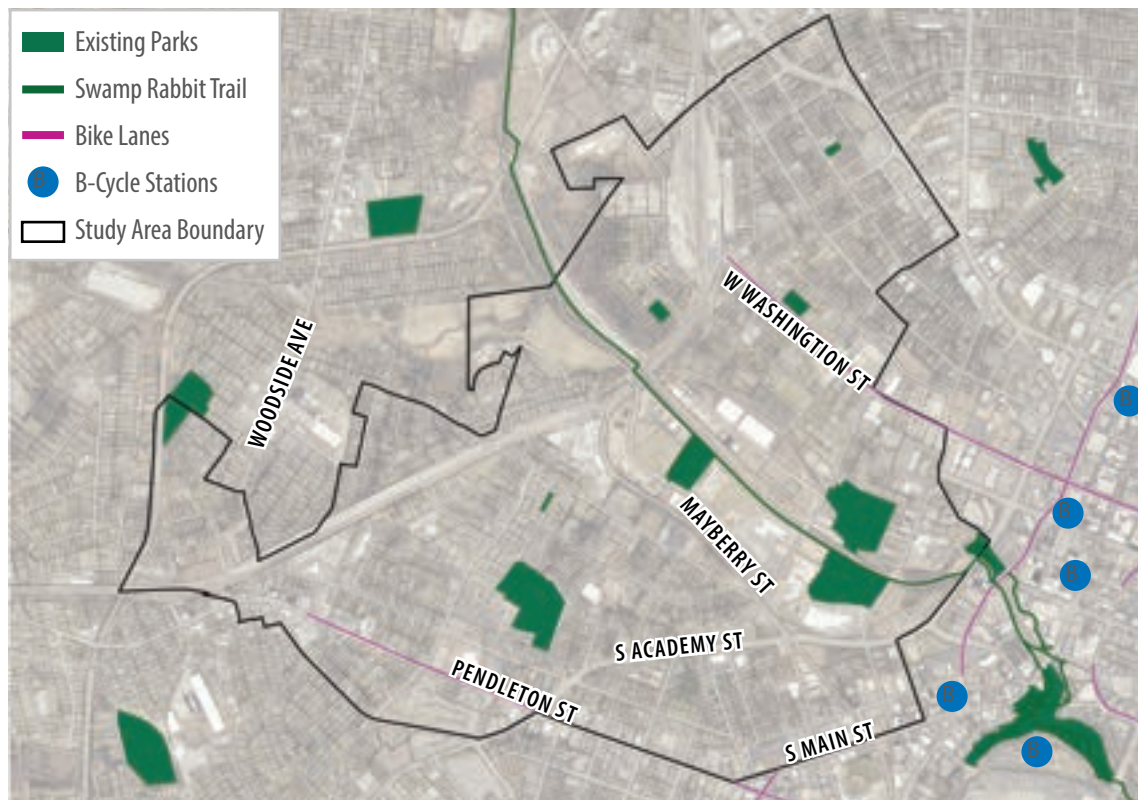 Existing Parks
Swamp Rabbit Trail
Bike Lanes
B
B-Cycle Stations
Study Area Boundary
W WASHINGTION ST
WOODSIDE AVE
B
MAYBERRY ST
B
B
S ACADEMY ST
PENDLETON ST
B
S MAIN ST
B